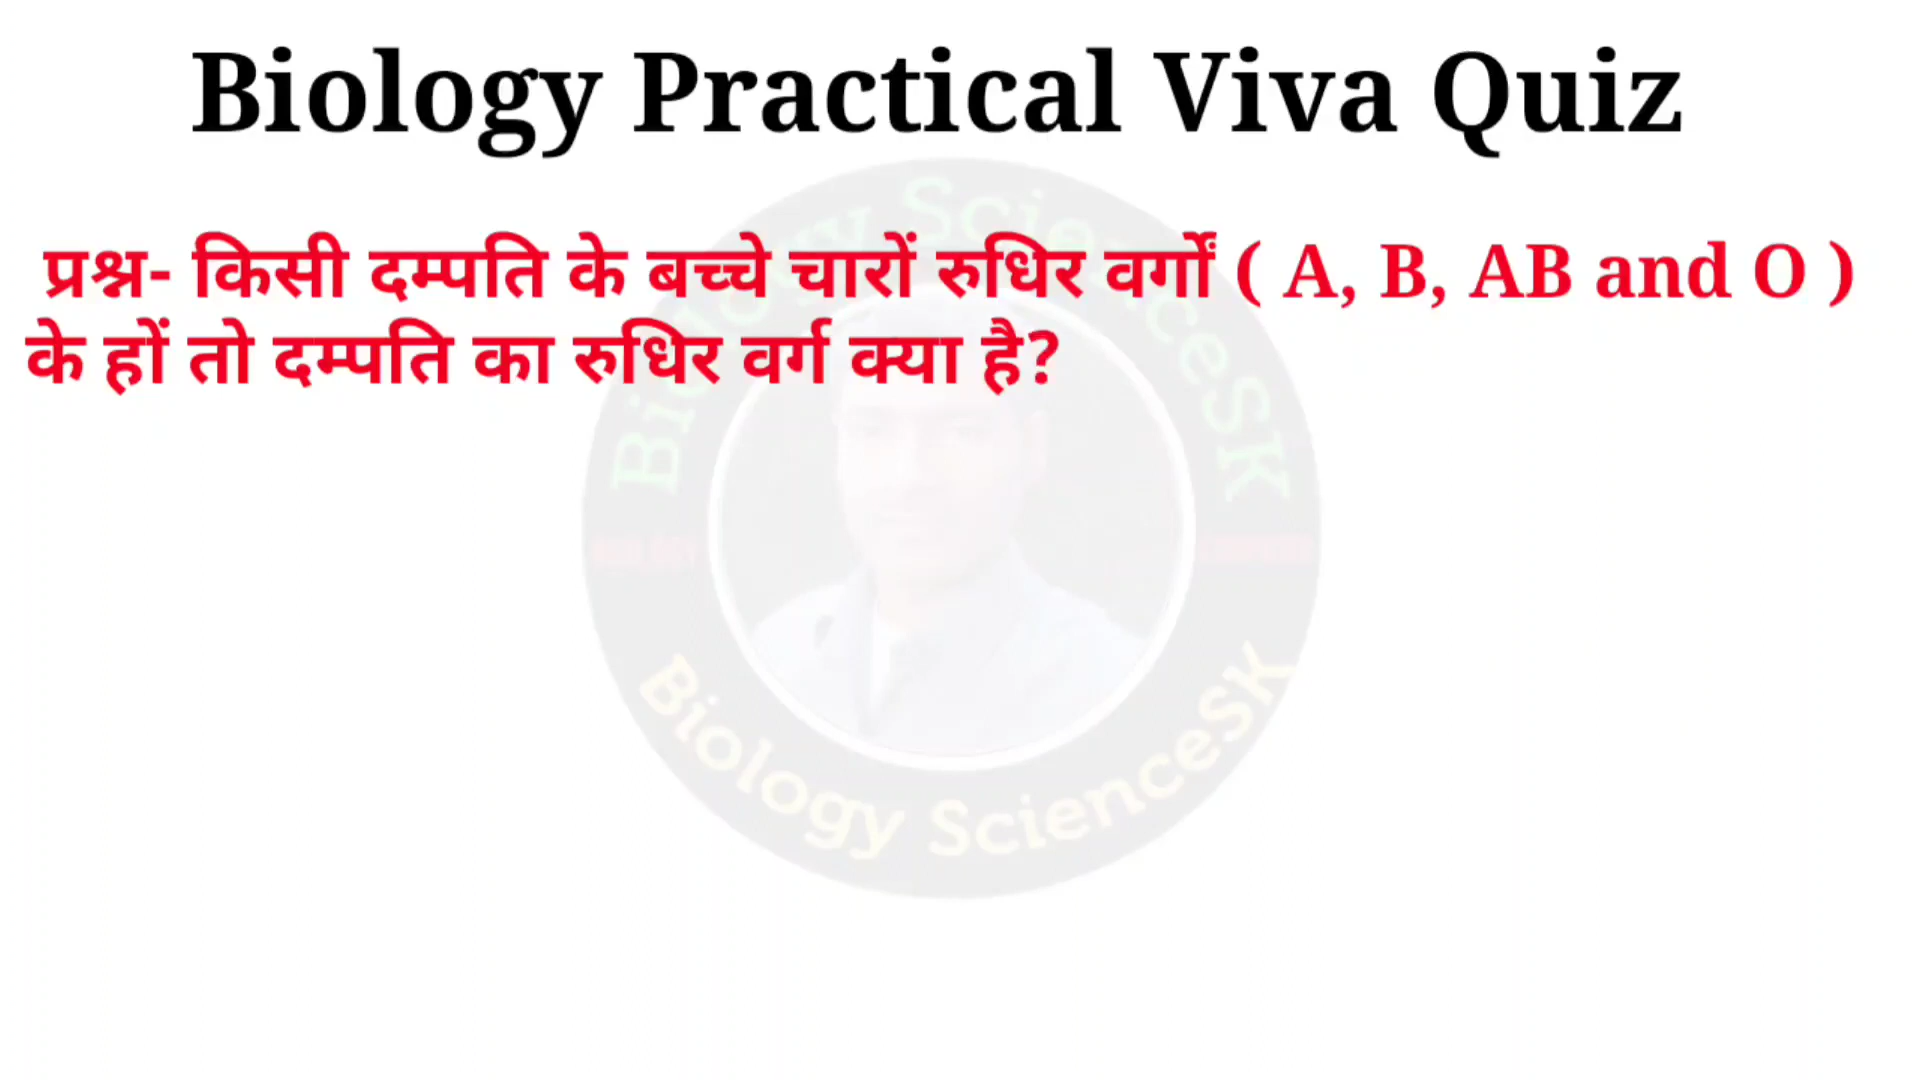 Biology Practical Viva Quiz
प्रश्न- किसी दम्पति के बच्चे चारों रुधिर वर्गों ( A, B, AB and O )
के हों तो दम्पति का रुधिर वर्ग क्या है?
Biology ScienceSK
Biology ScienceSK